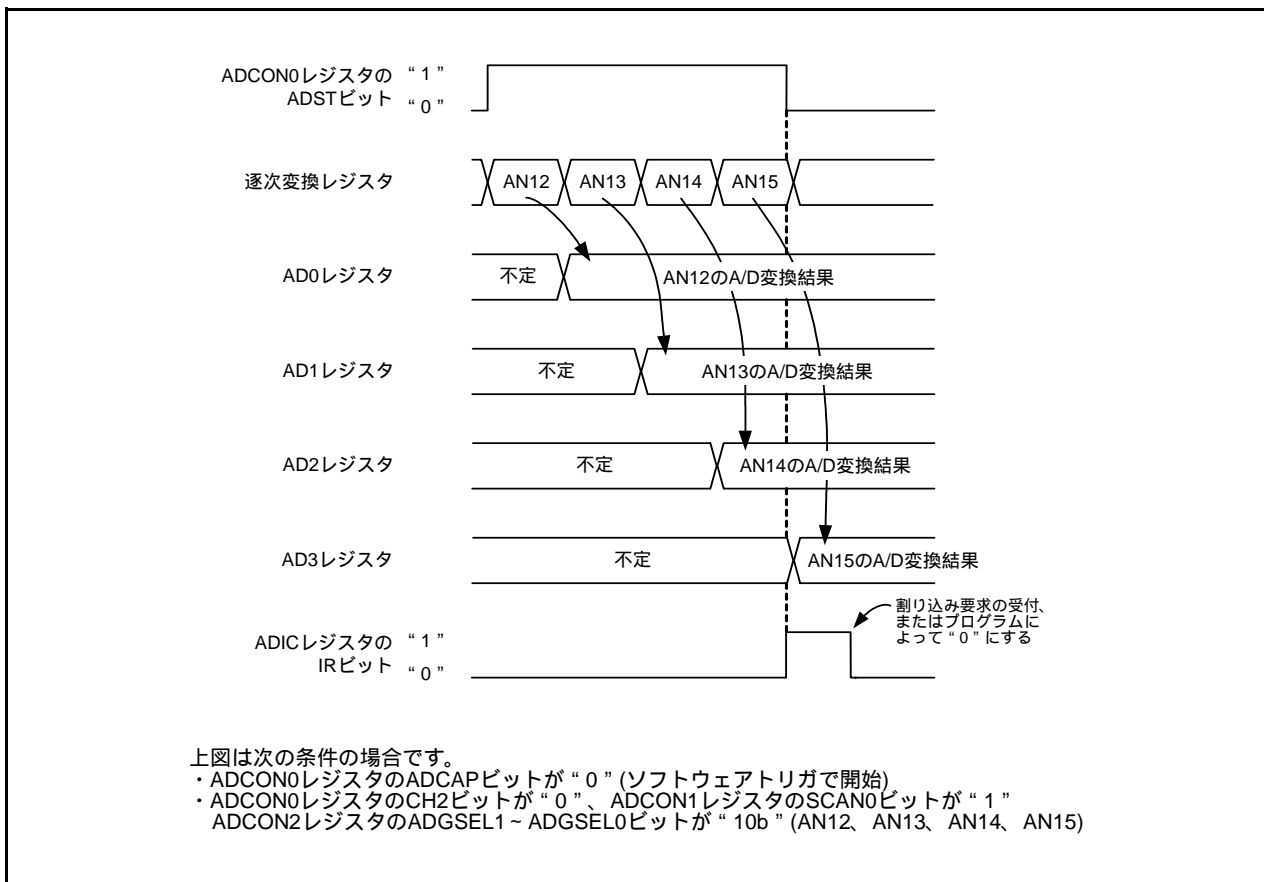 ADCON0レジスタの “ 1 ”
ADSTビット “ 0 ”
逐次変換レジスタ AN12 AN13 AN14 AN15
AD0レジスタ 不定 AN12のA/D変換結果
AD1レジスタ 不定 AN13のA/D変換結果
AD2レジスタ 不定 AN14のA/D変換結果
AD3レジスタ 不定 AN15のA/D変換結果
割り込み要求の受付、
またはプログラムに
よって“ 0 ”にする
ADICレジスタの “ 1 ”
IRビット “ 0 ”
上図は次の条件の場合です。
・ADCON0レジスタのADCAPビットが “ 0 ” (ソフトウェアトリガで開始)
・ADCON0レジスタのCH2ビットが “ 0 ” 、ADCON1レジスタのSCAN0ビットが “ 1 ”
ADCON2レジスタのADGSEL1 ~ ADGSEL0ビットが “ 10b ” (AN12、AN13、AN14、AN15)